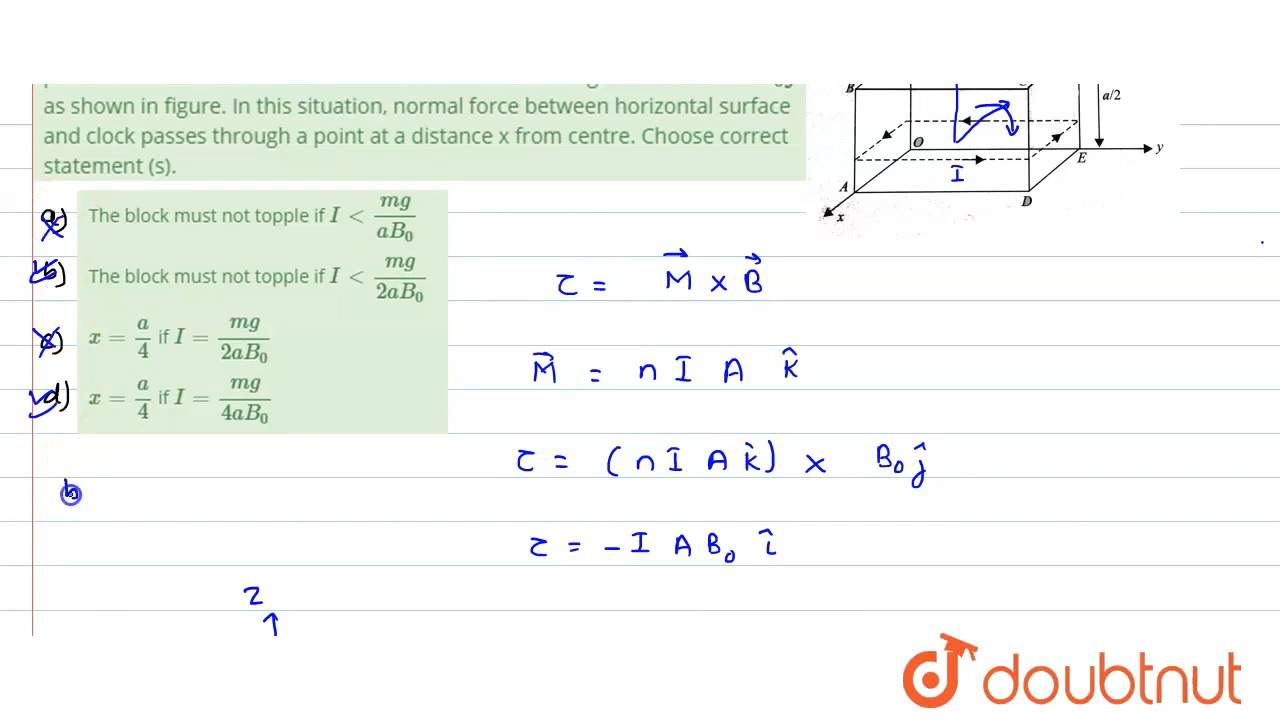 as shown in figure. In this situation, normal force between horizontal surface
and clock passes through a point at a distance x from centre. Choose correct
statement (s).
a) The block must not topple if I < mg/aB₀
b) The block must not topple if I < mg/2aB₀
c) x = a/4 if I = mg/2aB₀
d) x = a/4 if I = mg/4aB₀
b
Z
B
a/2
O
E
y
I
A
D
x
τ = M⃗ × B⃗
M⃗ = n I A k̂
τ = (n I A k̂) × B₀ ĵ
τ = - I A B₀ î
doubtnut